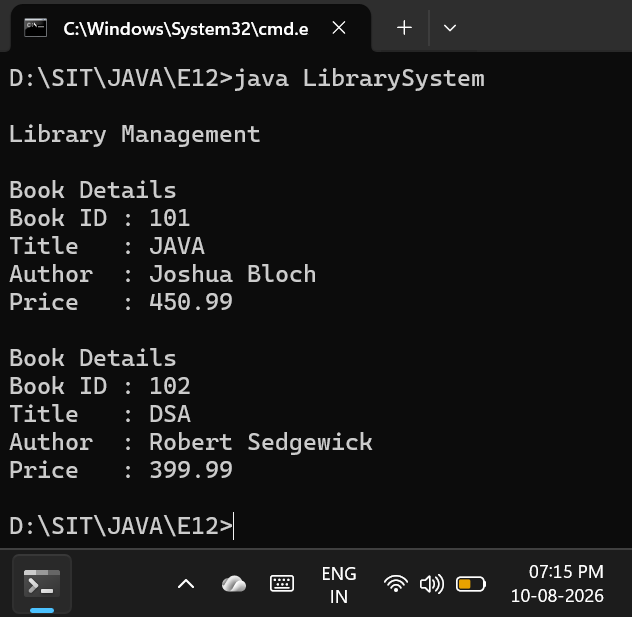 C:\Windows\System32\cmd.e
D:\SIT\JAVA\E12>java LibrarySystem
Library Management
Book Details
Book ID : 101
Title   : JAVA
Author  : Joshua Bloch
Price   : 450.99
Book Details
Book ID : 102
Title   : DSA
Author  : Robert Sedgewick
Price   : 399.99
D:\SIT\JAVA\E12>
ENG
IN
07:15 PM
10-08-2026